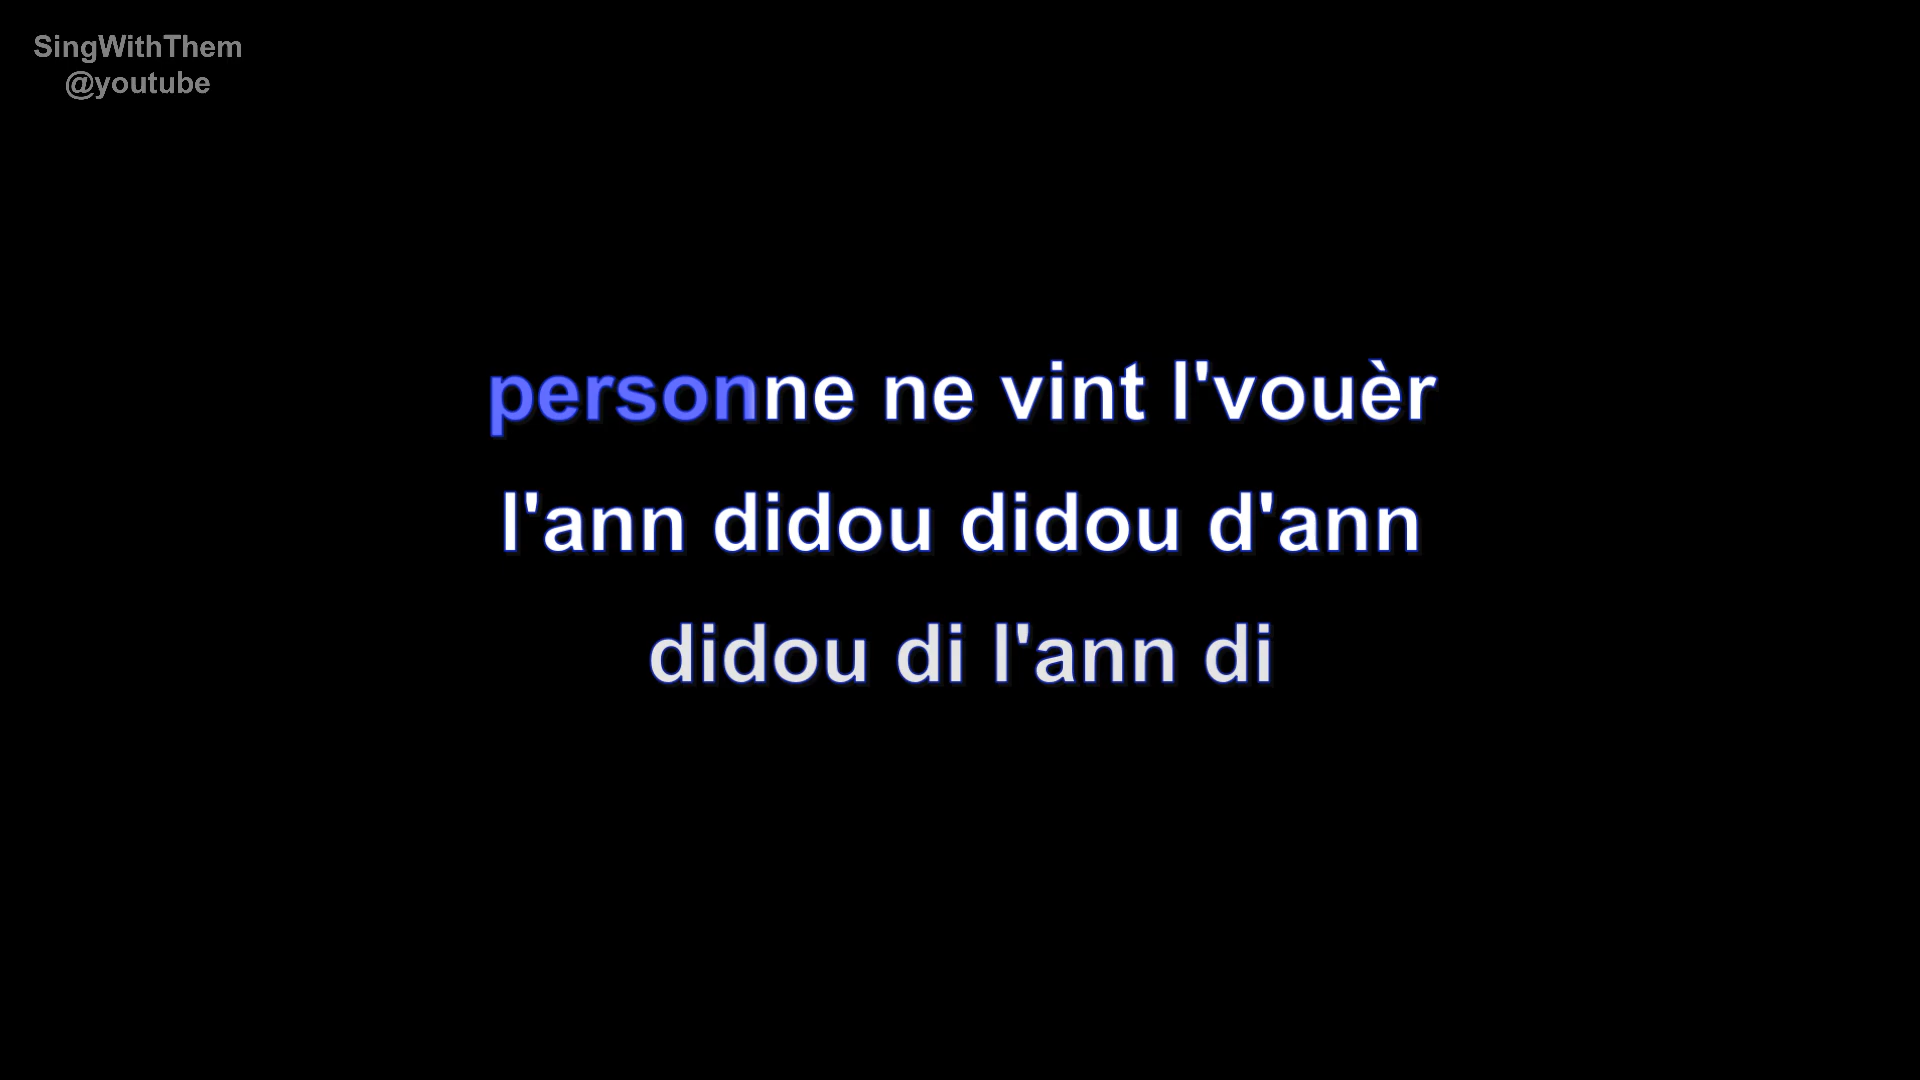 SingWithThem
@youtube
personne ne vint l'vouèr
l'ann didou didou d'ann
didou di l'ann di